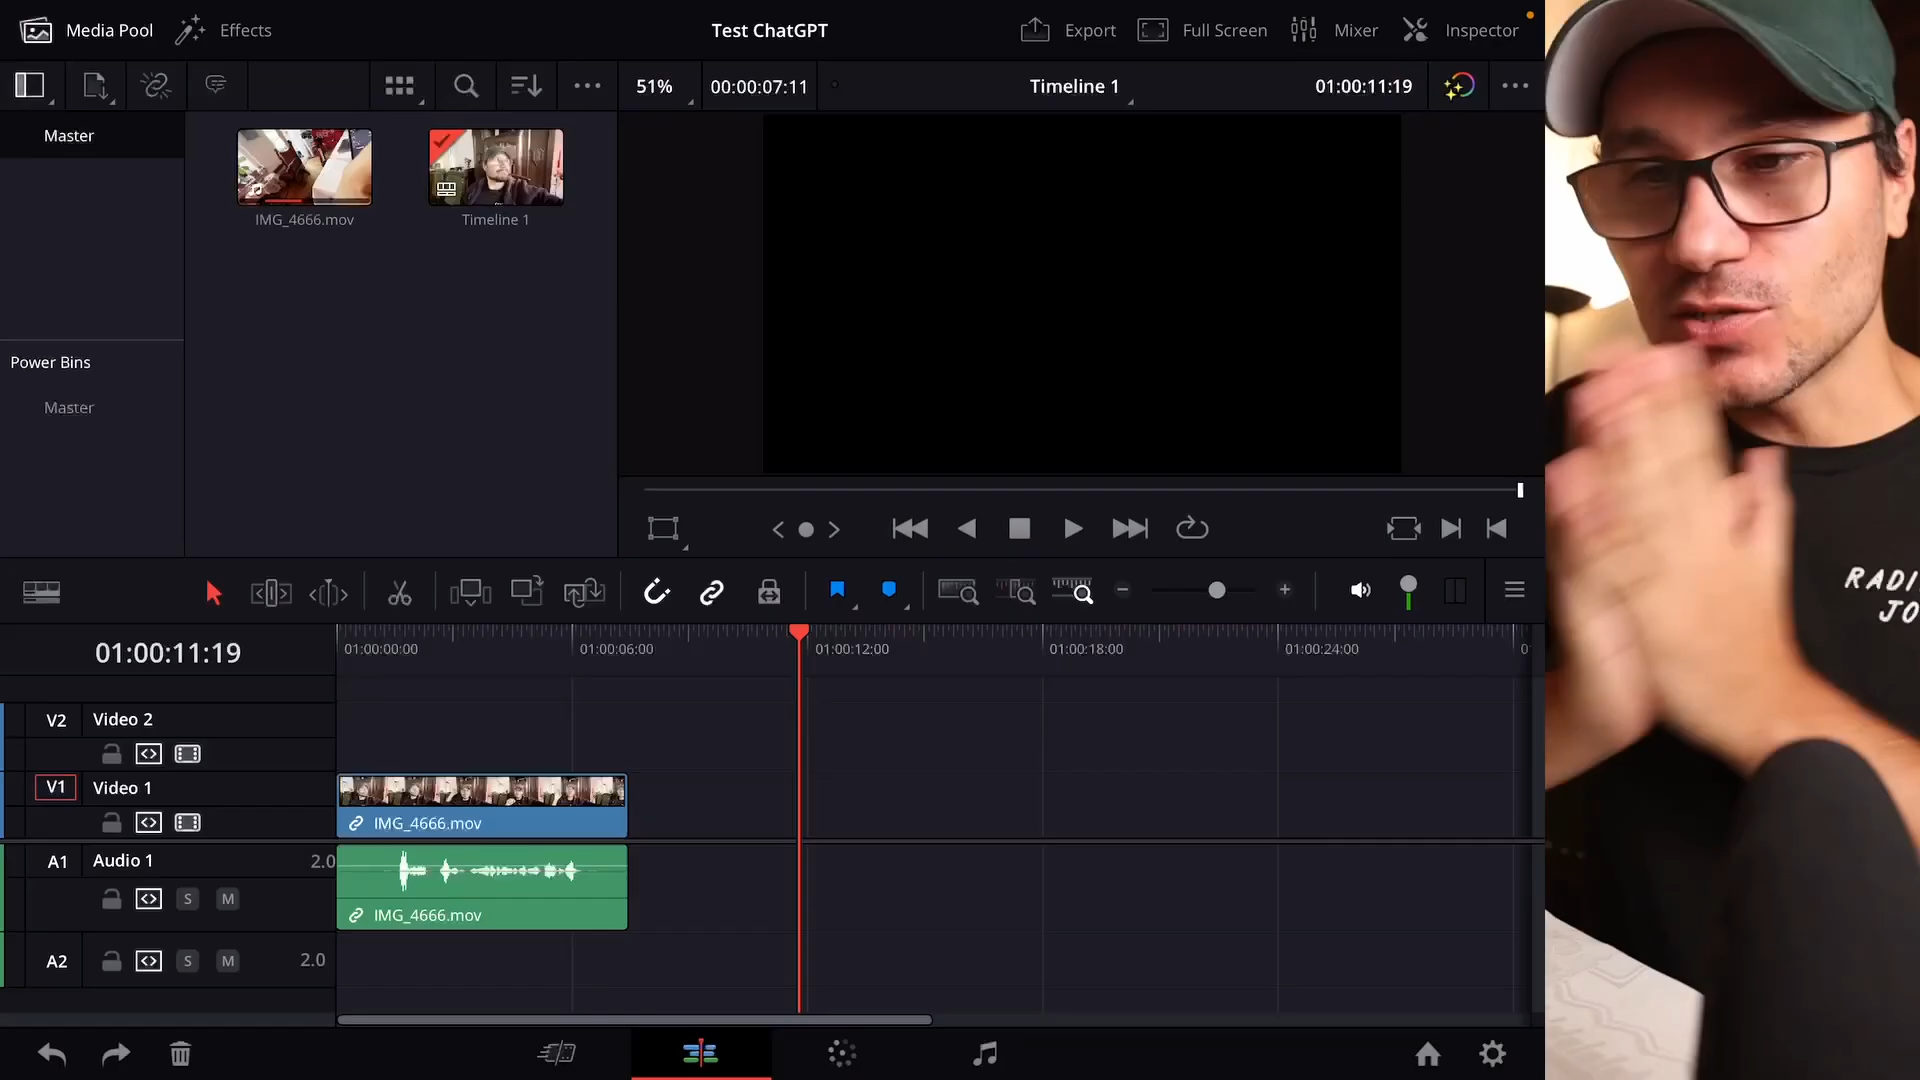 Media Pool Effects Test ChatGPT Export Full Screen Mixer Inspector
51% 00:00:07:11 Timeline 1 01:00:11:19
Master
IMG_4666.mov Timeline 1
Power Bins
Master
01:00:11:19 01:00:00:00 01:00:06:00 01:00:12:00 01:00:18:00 01:00:24:00
V2 Video 2
V1 Video 1
IMG_4666.mov
A1 Audio 1 2.0
S M
IMG_4666.mov
A2 S M 2.0
RADI
JO